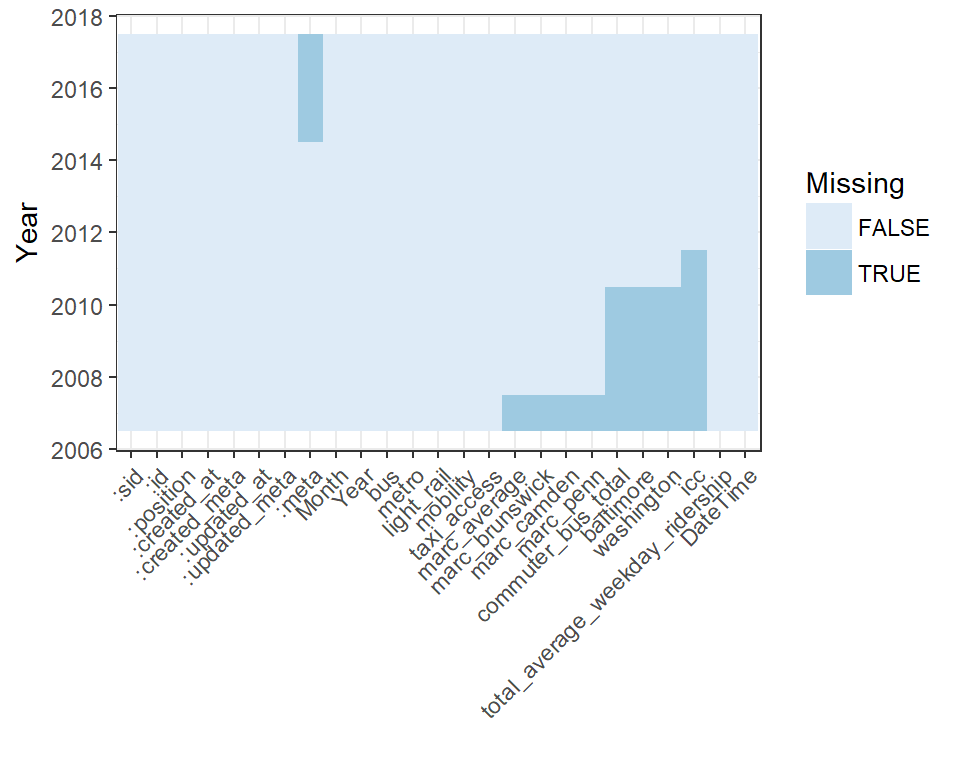 2018
2016
2014
2012
2010
2008
2006
Year
:sid
:id
:position
:created_at
:created_meta
:updated_at
:updated_meta
:meta
Month
Year
bus
metro
light_rail
mobility
taxi_access
marc_average
marc_brunswick
marc_camden
marc_penn
commuter_bus_total
baltimore
washington
icc
total_average_weekday_ridership
DateTime
Missing
FALSE
TRUE